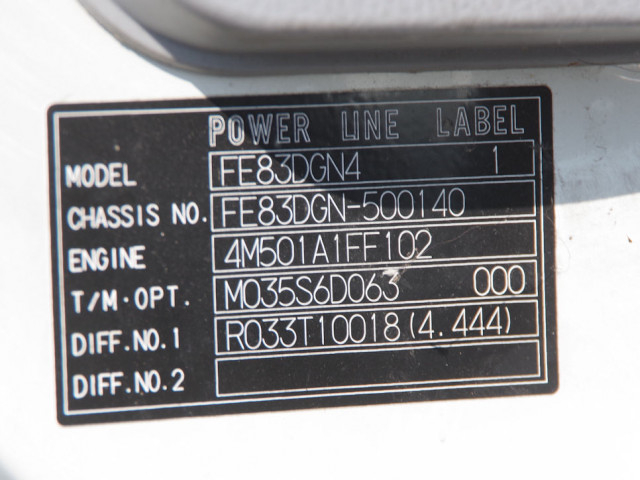 POWER LINE LABEL
MODEL FE83DGN4 1
CHASSIS NO. FE83DGN-500140
ENGINE 4M501A1FF102
T/M·OPT. M035S6D063 000
DIFF.NO.1 R033T10018(4.444)
DIFF.NO.2